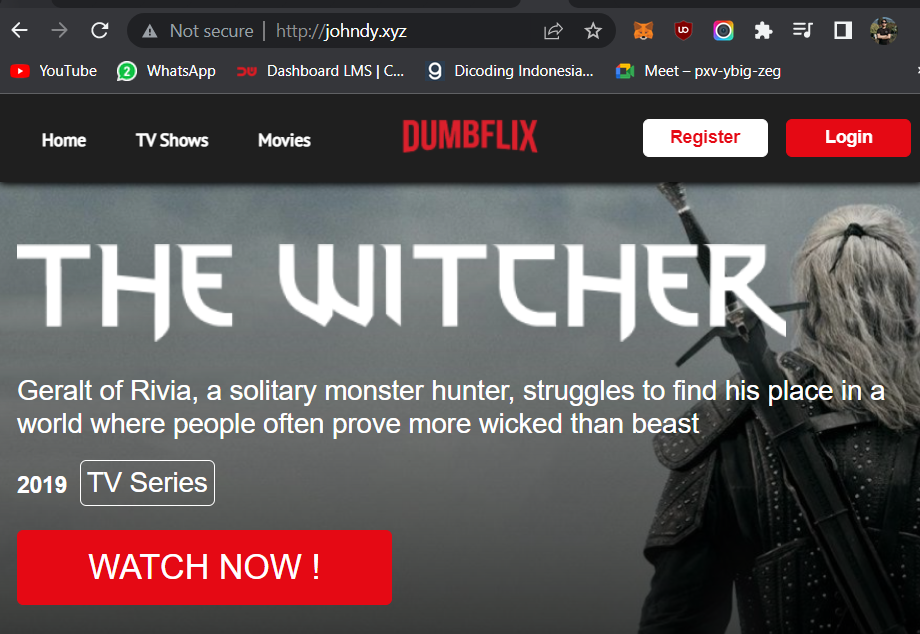 Not secure | http://johndy.xyz
YouTube 2 WhatsApp Dashboard LMS | C... Dicoding Indonesia... Meet – pxv-ybig-zeg
Home TV Shows Movies DUMBFLIX Register Login
THE WITCHER
Geralt of Rivia, a solitary monster hunter, struggles to find his place in a
world where people often prove more wicked than beast
2019 TV Series
WATCH NOW !